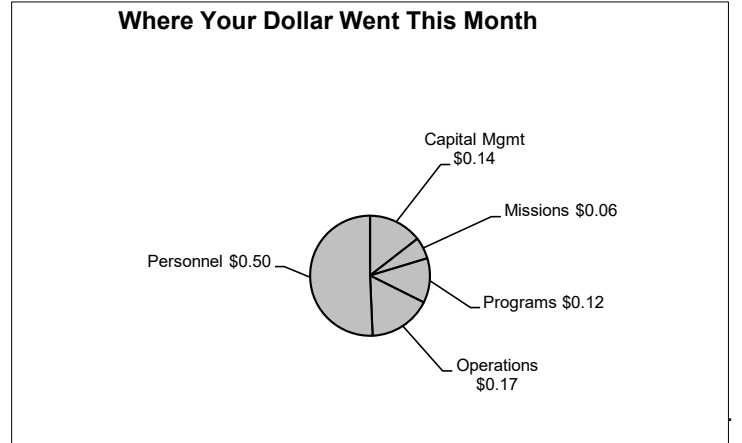 Where Your Dollar Went This Month
Capital Mgmt
$0.14
Missions $0.06
Personnel $0.50
Programs $0.12
Operations
$0.17